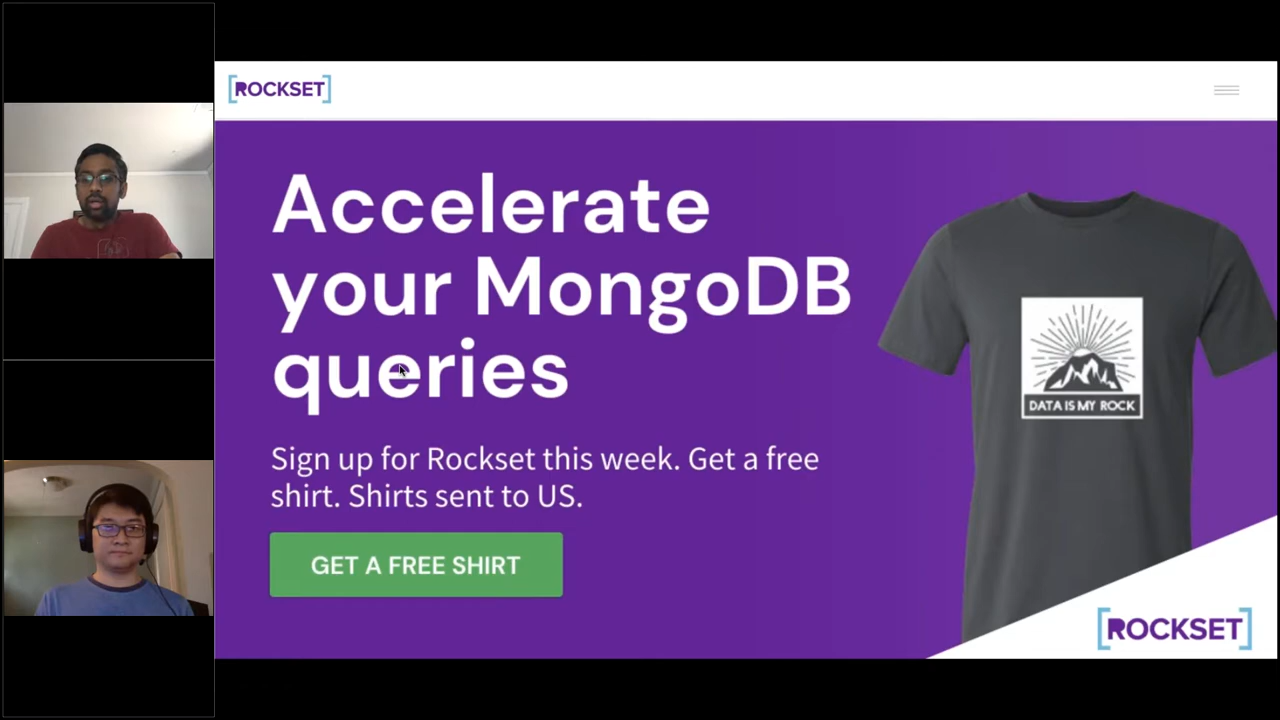 ROCKSET
Accelerate
your MongoDB
queries
Sign up for Rockset this week. Get a free
shirt. Shirts sent to US.
GET A FREE SHIRT
DATA IS MY ROCK
ROCKSET